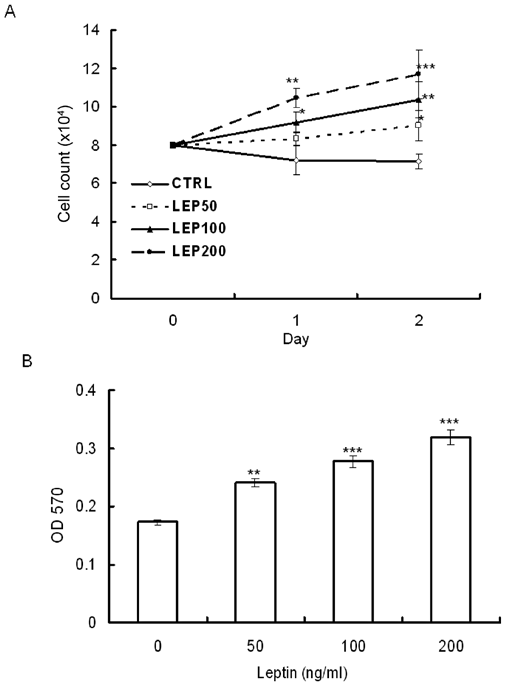 A
14
12
10
8
6
4
2
0
Cell count (x10⁴)
**
*
***
**
*
CTRL
LEP50
LEP100
LEP200
0 1 2
Day
B
0.4
0.3
0.2
0.1
0
OD 570
** *** ***
0 50 100 200
Leptin (ng/ml)